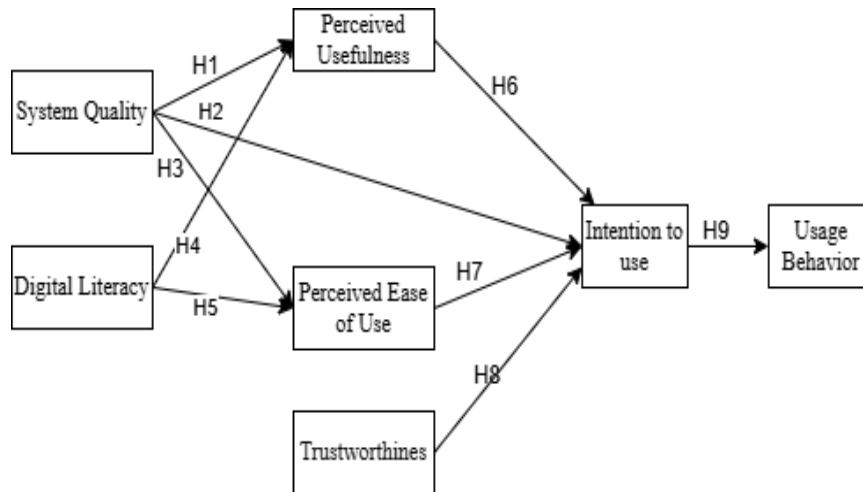 Perceived
Usefulness
H1
H6
System Quality
H2
H3
Intention to
use
H9
Usage
Behavior
H4
Digital Literacy
H5
Perceived Ease
of Use
H7
H8
Trustworthines